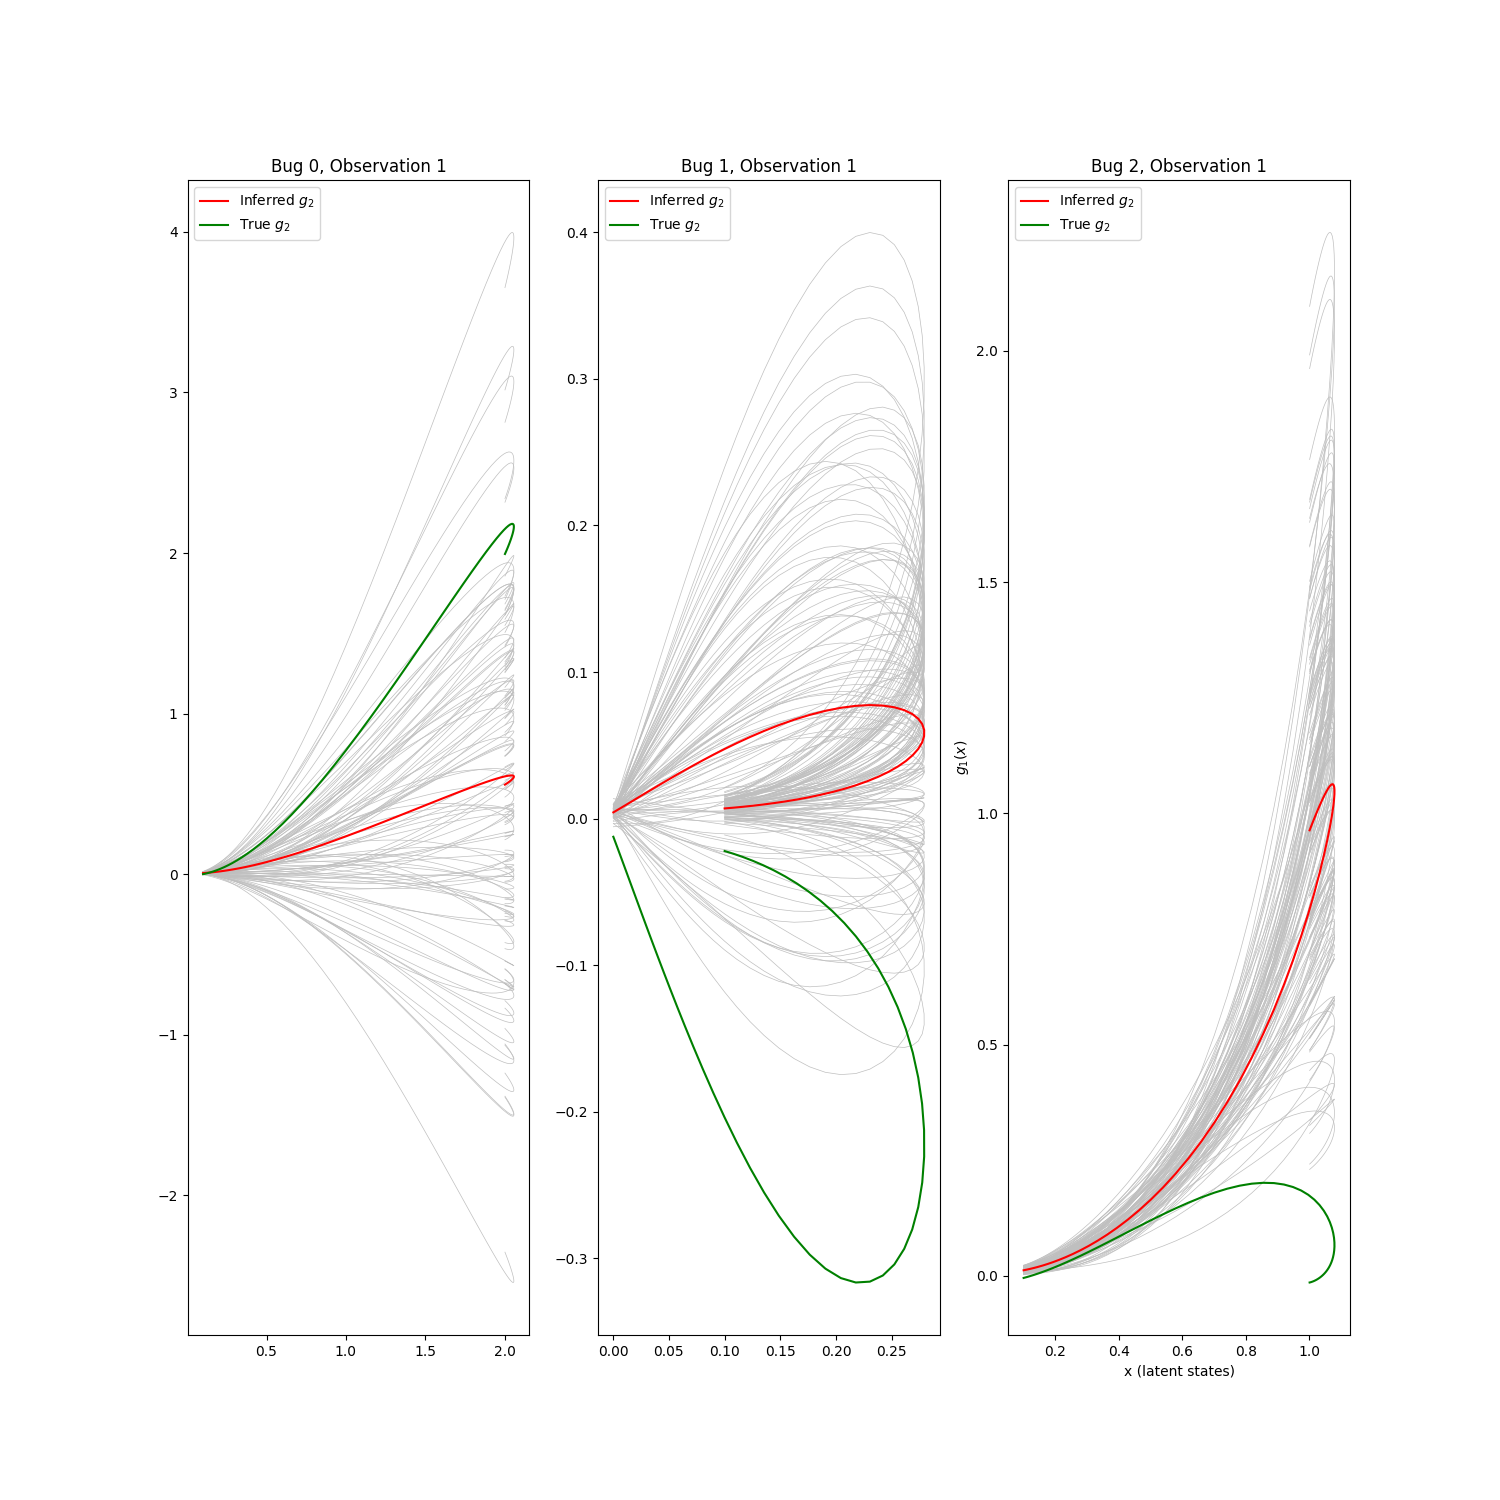 Bug 0, Observation 1
Inferred g₂
True g₂
4
3
2
1
0
−1
−2
0.5 1.0 1.5 2.0
Bug 1, Observation 1
Inferred g₂
True g₂
0.4
0.3
0.2
0.1
0.0
−0.1
−0.2
−0.3
0.00 0.05 0.10 0.15 0.20 0.25
Bug 2, Observation 1
Inferred g₂
True g₂
g₁(x)
2.0
1.5
1.0
0.5
0.0
0.2 0.4 0.6 0.8 1.0
x (latent states)